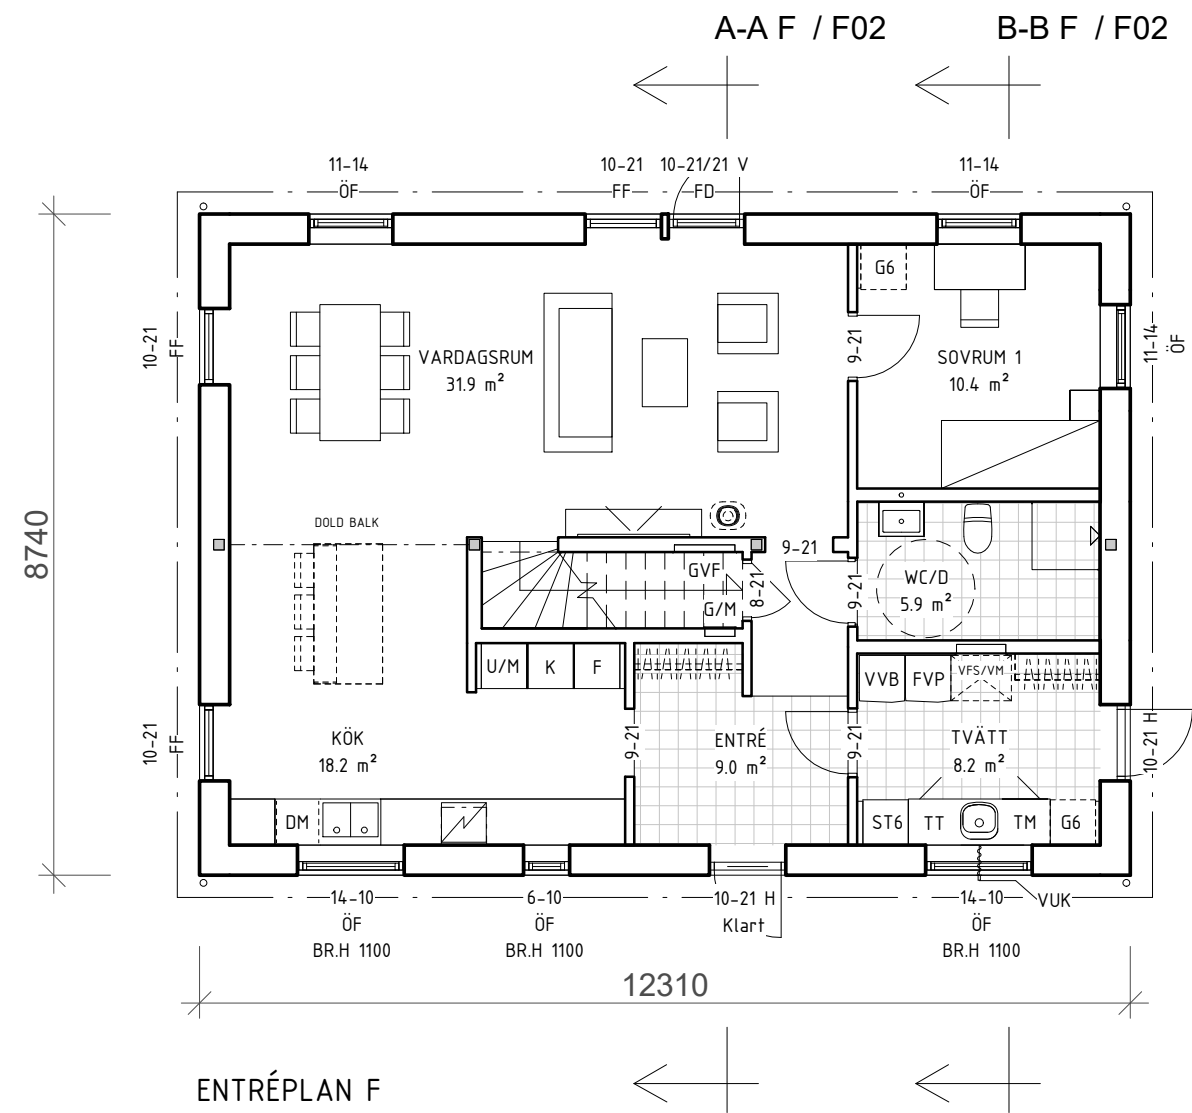 A-A F / F02
B-B F / F02
11-14
ÖF
10-21
FF
10-21/21 V
FD
11-14
ÖF
G6
10-21
FF
VARDAGSRUM
31.9 m²
9-21
SOVRUM 1
10.4 m²
11-14
ÖF
8740
DOLD BALK
9-21
GVF
G/M
8-21
9-21
WC/D
5.9 m²
U/M
K
F
VVB
FVP
VFS/VM
10-21
FF
KÖK
18.2 m²
9-21
ENTRÉ
9.0 m²
9-21
TVÄTT
8.2 m²
10-21 H
DM
ST6
TT
TM
G6
14-10
ÖF
BR.H 1100
6-10
ÖF
BR.H 1100
10-21 H
Klart
14-10
ÖF
BR.H 1100
VUK
12310
ENTRÉPLAN F